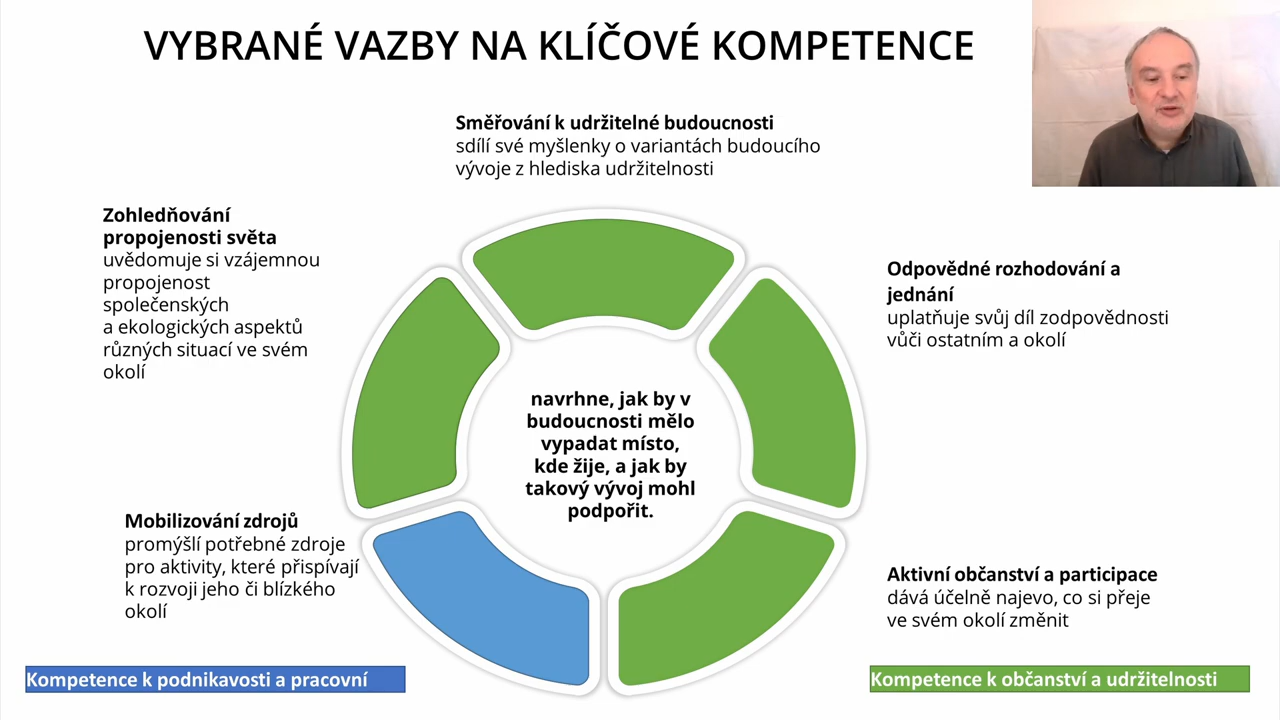 VYBRANÉ VAZBY NA KLÍČOVÉ KOMPETENCE
Směřování k udržitelné budoucnosti
sdílí své myšlenky o variantách budoucího
vývoje z hlediska udržitelnosti
Zohledňování
propojenosti světa
uvědomuje si vzájemnou
propojenost
společenských
a ekologických aspektů
různých situací ve svém
okolí
Odpovědné rozhodování a
jednání
uplatňuje svůj díl zodpovědnosti
vůči ostatním a okolí
navrhne, jak by v
budoucnosti mělo
vypadat místo,
kde žije, a jak by
takový vývoj mohl
podpořit.
Mobilizování zdrojů
promýšlí potřebné zdroje
pro aktivity, které přispívají
k rozvoji jeho či blízkého
okolí
Aktivní občanství a participace
dává účelně najevo, co si přeje
ve svém okolí změnit
Kompetence k podnikavosti a pracovní
Kompetence k občanství a udržitelnosti